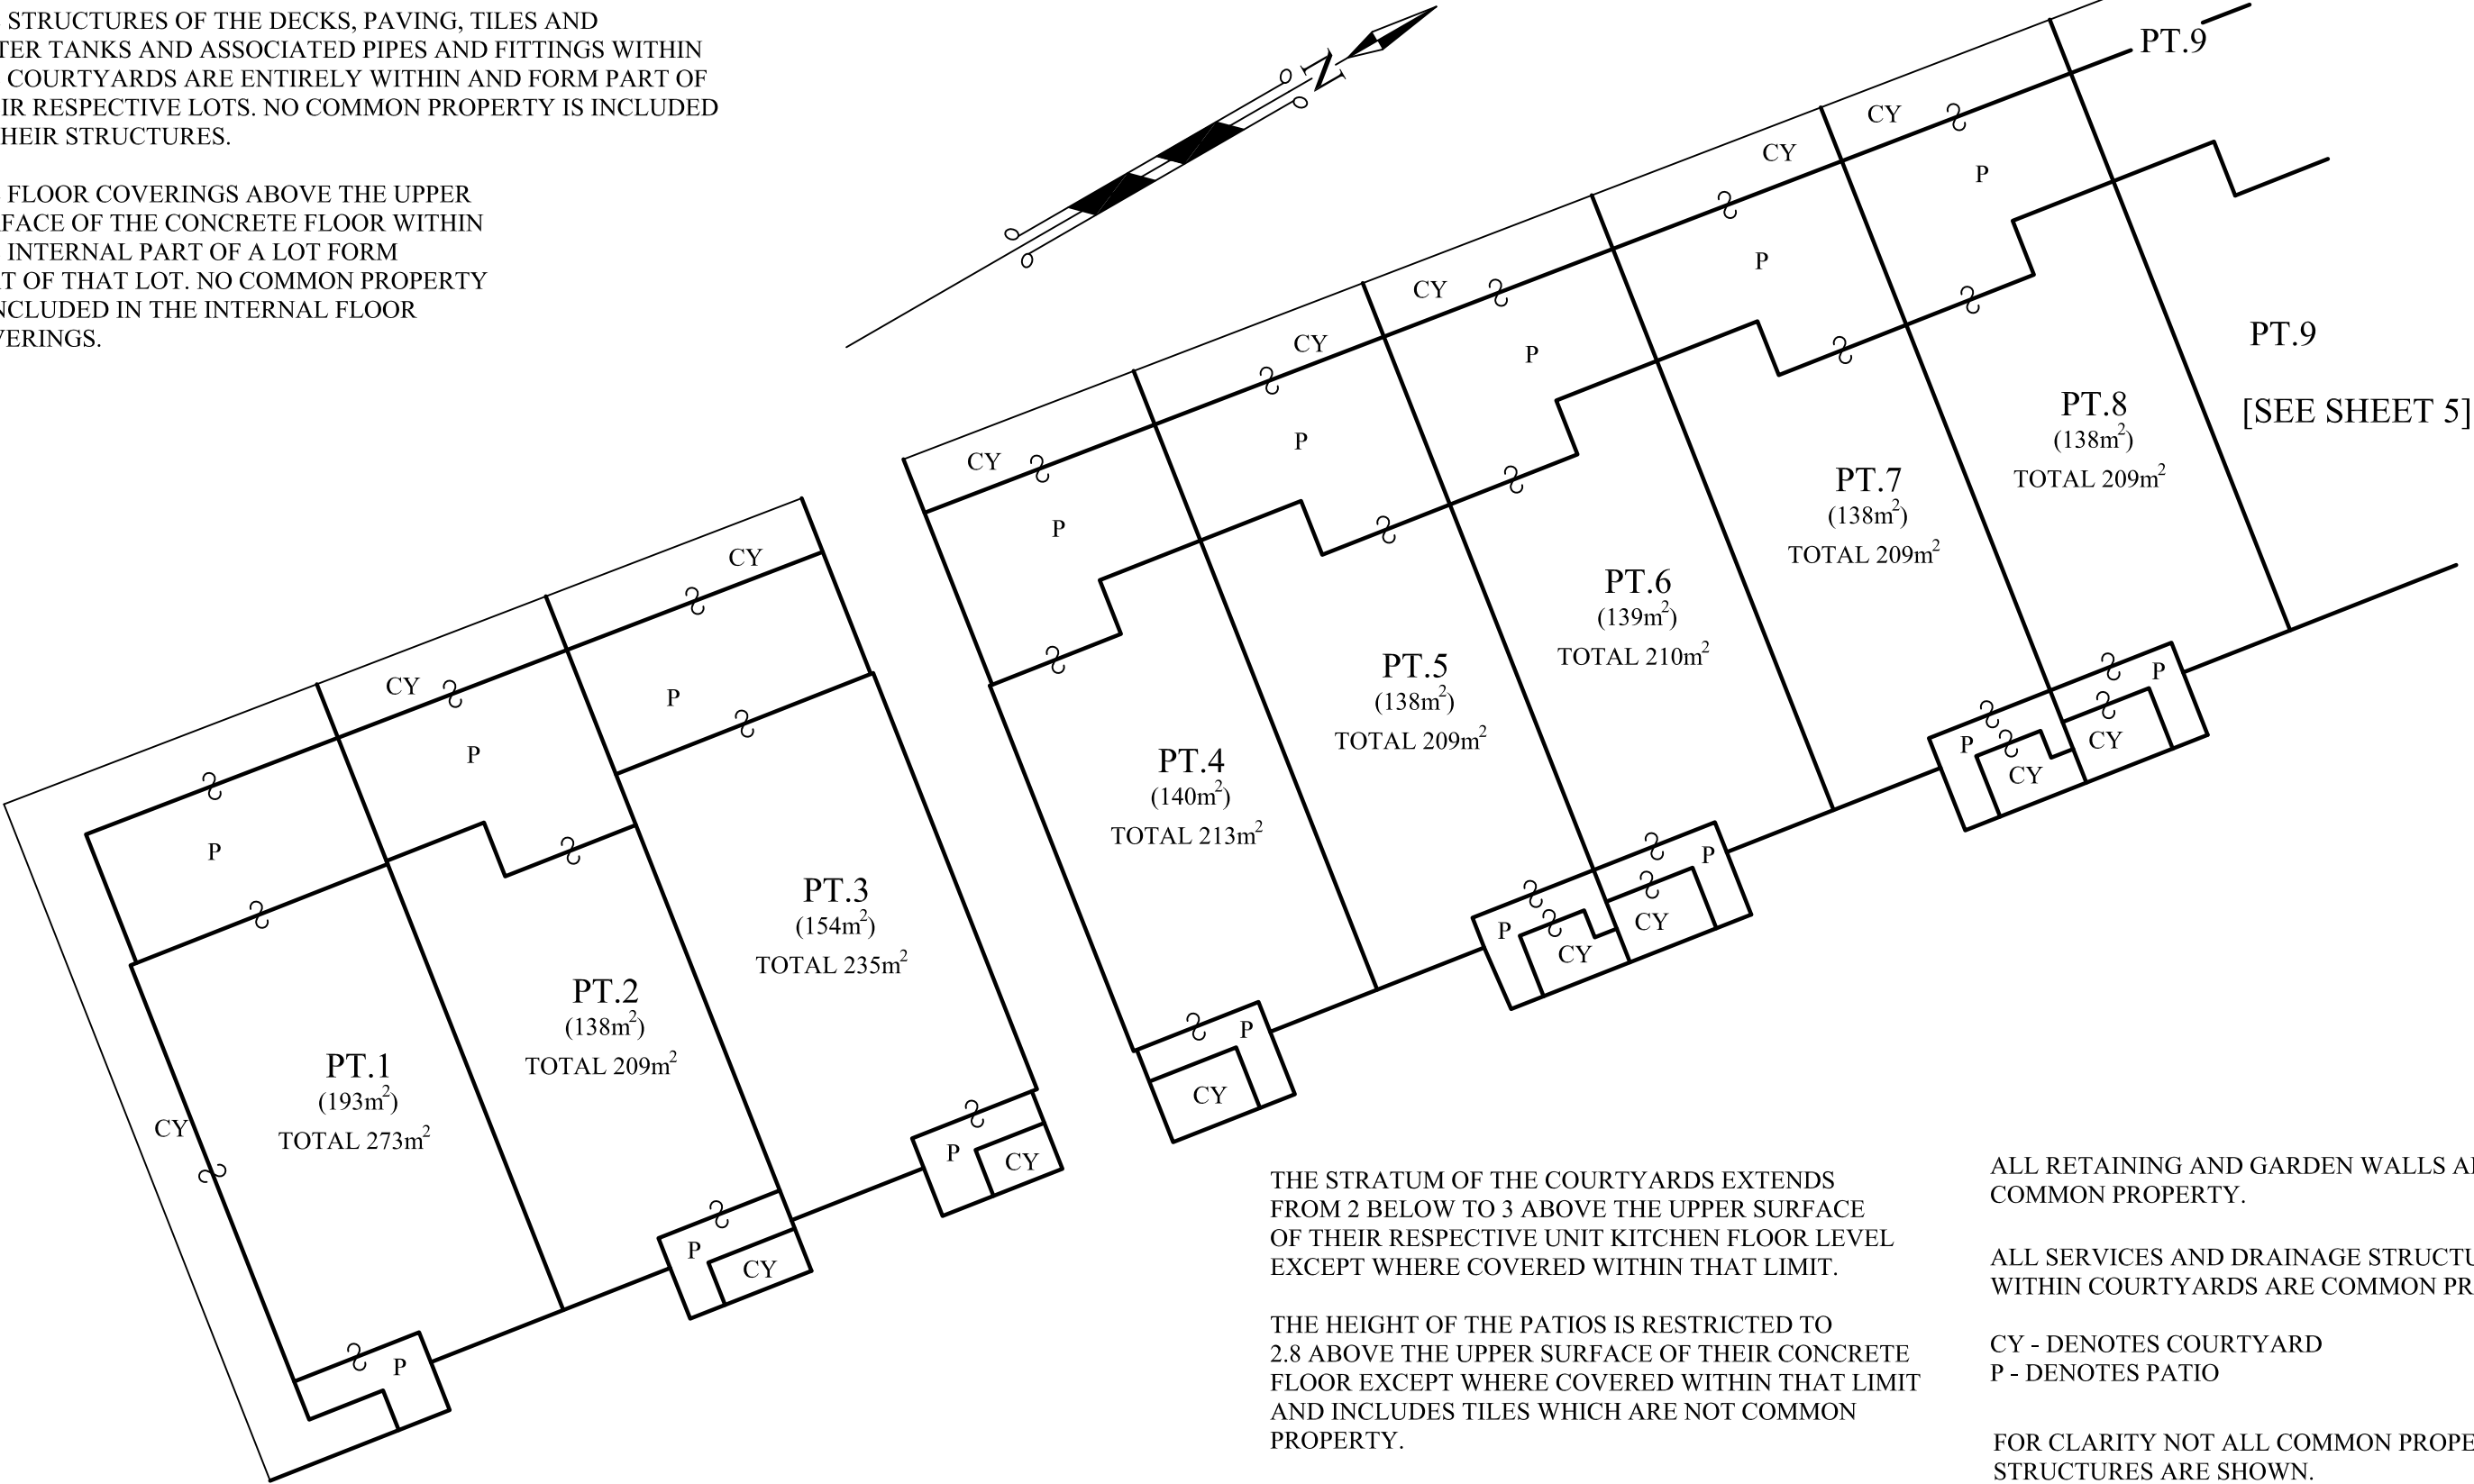 STRUCTURES OF THE DECKS, PAVING, TILES AND
TER TANKS AND ASSOCIATED PIPES AND FITTINGS WITHIN
COURTYARDS ARE ENTIRELY WITHIN AND FORM PART OF
IR RESPECTIVE LOTS. NO COMMON PROPERTY IS INCLUDED
HEIR STRUCTURES.
FLOOR COVERINGS ABOVE THE UPPER
RFACE OF THE CONCRETE FLOOR WITHIN
INTERNAL PART OF A LOT FORM
T OF THAT LOT. NO COMMON PROPERTY
NCLUDED IN THE INTERNAL FLOOR
VERINGS.
N
PT.9
CY
P
CY
P
CY
P
CY
P
CY
P
PT.9
[SEE SHEET 5]
PT.8
(138m²)
TOTAL 209m²
PT.7
(138m²)
TOTAL 209m²
PT.6
(139m²)
TOTAL 210m²
PT.5
(138m²)
TOTAL 209m²
PT.4
(140m²)
TOTAL 213m²
CY
P
CY
P
P
PT.3
(154m²)
TOTAL 235m²
PT.2
(138m²)
TOTAL 209m²
PT.1
(193m²)
TOTAL 273m²
CY
P
P
CY
P
CY
P
CY
P
CY
CY
P
P
CY
CY
P
THE STRATUM OF THE COURTYARDS EXTENDS
FROM 2 BELOW TO 3 ABOVE THE UPPER SURFACE
OF THEIR RESPECTIVE UNIT KITCHEN FLOOR LEVEL
EXCEPT WHERE COVERED WITHIN THAT LIMIT.
THE HEIGHT OF THE PATIOS IS RESTRICTED TO
2.8 ABOVE THE UPPER SURFACE OF THEIR CONCRETE
FLOOR EXCEPT WHERE COVERED WITHIN THAT LIMIT
AND INCLUDES TILES WHICH ARE NOT COMMON
PROPERTY.
ALL RETAINING AND GARDEN WALLS A
COMMON PROPERTY.
ALL SERVICES AND DRAINAGE STRUCTU
WITHIN COURTYARDS ARE COMMON PR
CY - DENOTES COURTYARD
P - DENOTES PATIO
FOR CLARITY NOT ALL COMMON PROPE
STRUCTURES ARE SHOWN.